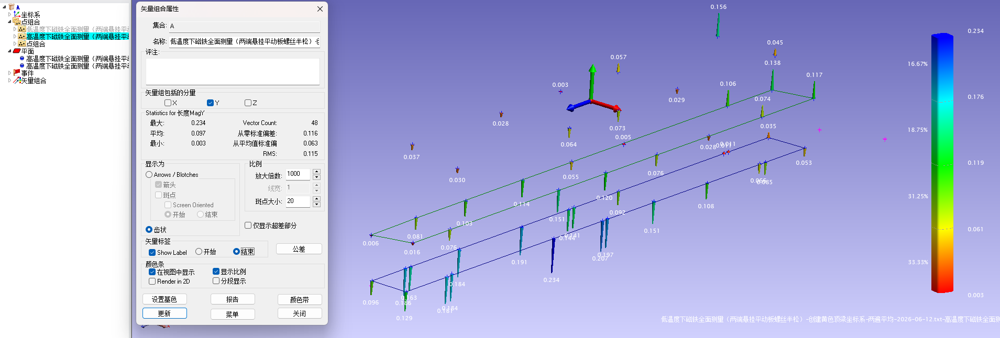 A
坐标系
点组合
低温度下磁铁全面测量（两端悬挂平动
高温度下磁铁全面测量（两端悬挂平动
点组合
平面
高温度下磁铁全面测量（两端悬挂平动
高温度下磁铁全面测量（两端悬挂平动
事件
矢量组合
矢量组合属性
集合: A
名称: 低温度下磁铁全面测量（两端悬挂平动板螺丝半松）-
评注:
矢量组包括的分量
X Y Z
Statistics for 长度MagY
最大: 0.234 Vector Count: 48
平均: 0.097 从零标准偏差: 0.116
最小: 0.003 从平均值标准偏 0.063
RMS: 0.115
显示为
Arrows / Blotches
箭头
斑点
Screen Oriented
开始 结束
齿状
比例
放大倍数: 1000
线宽: 1
斑点大小: 20
仅显示超差部分
矢量标签
Show Label 开始 结束
公差
颜色条
在视图中显示 显示比例
Render in 2D 分段显示
设置基色 报告 颜色带
更新 菜单 关闭
0.156
0.045
0.057
0.138
0.003
0.106
0.117
0.029
0.074
0.028
0.073
0.064
0.005
0.035
0.028
0.011
0.011
0.037
0.030
0.055
0.076
0.053
0.085
0.114
0.120
0.092
0.108
0.103
0.151
0.151
0.081
0.076
0.144
0.141
0.006
0.016
0.191
0.207
0.197
0.234
0.184
0.163
0.186
0.096
0.129
0.184
0.181
0.234
16.67%
0.176
18.75%
0.119
31.25%
0.061
33.33%
0.003
低温度下磁铁全面测量（两端悬挂平动板螺丝半松）-创建黄色顶梁坐标系-两遍平均-2026-06-12.txt-高温度下磁铁全面测